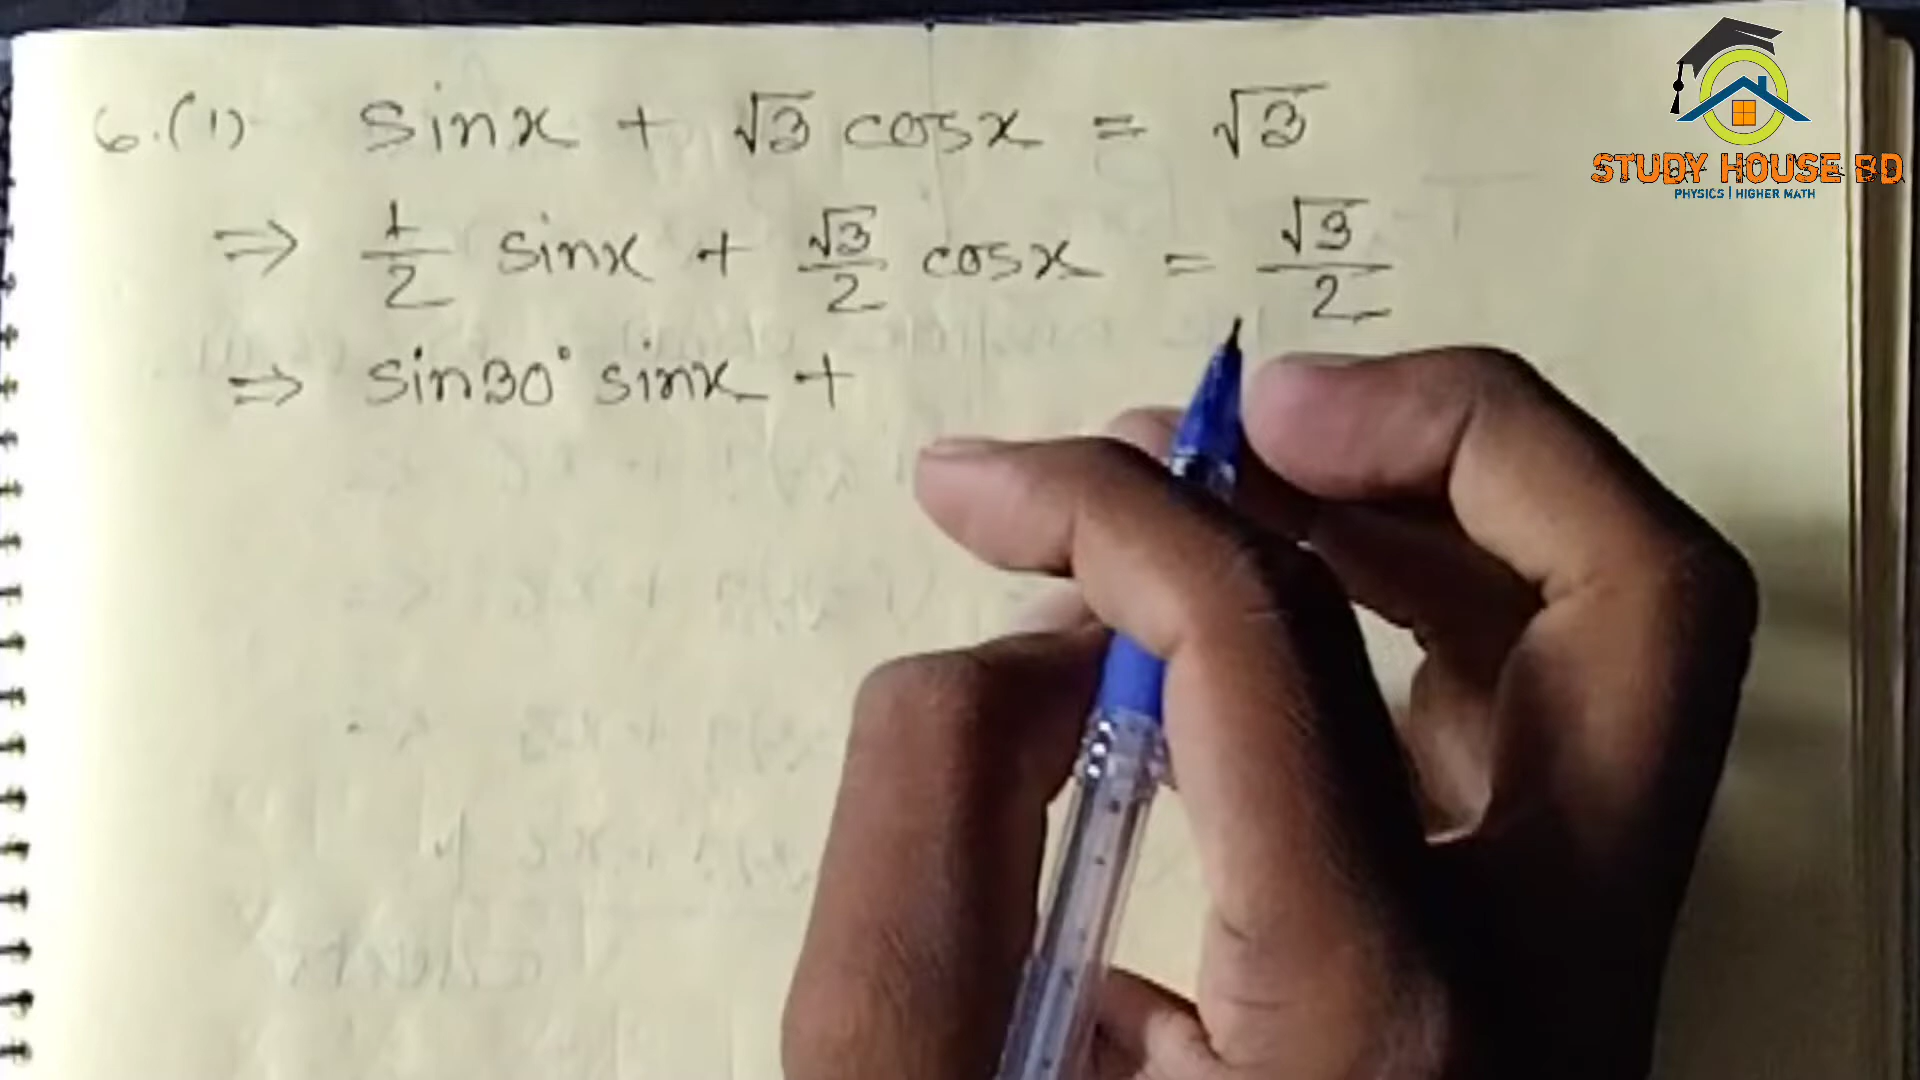 6.(1) sinx + √3 cosx = √3
⇒ 1/2 sinx + √3/2 cosx = √3/2
⇒ sin30° sinx +
STUDY HOUSE BD
PHYSICS | HIGHER MATH